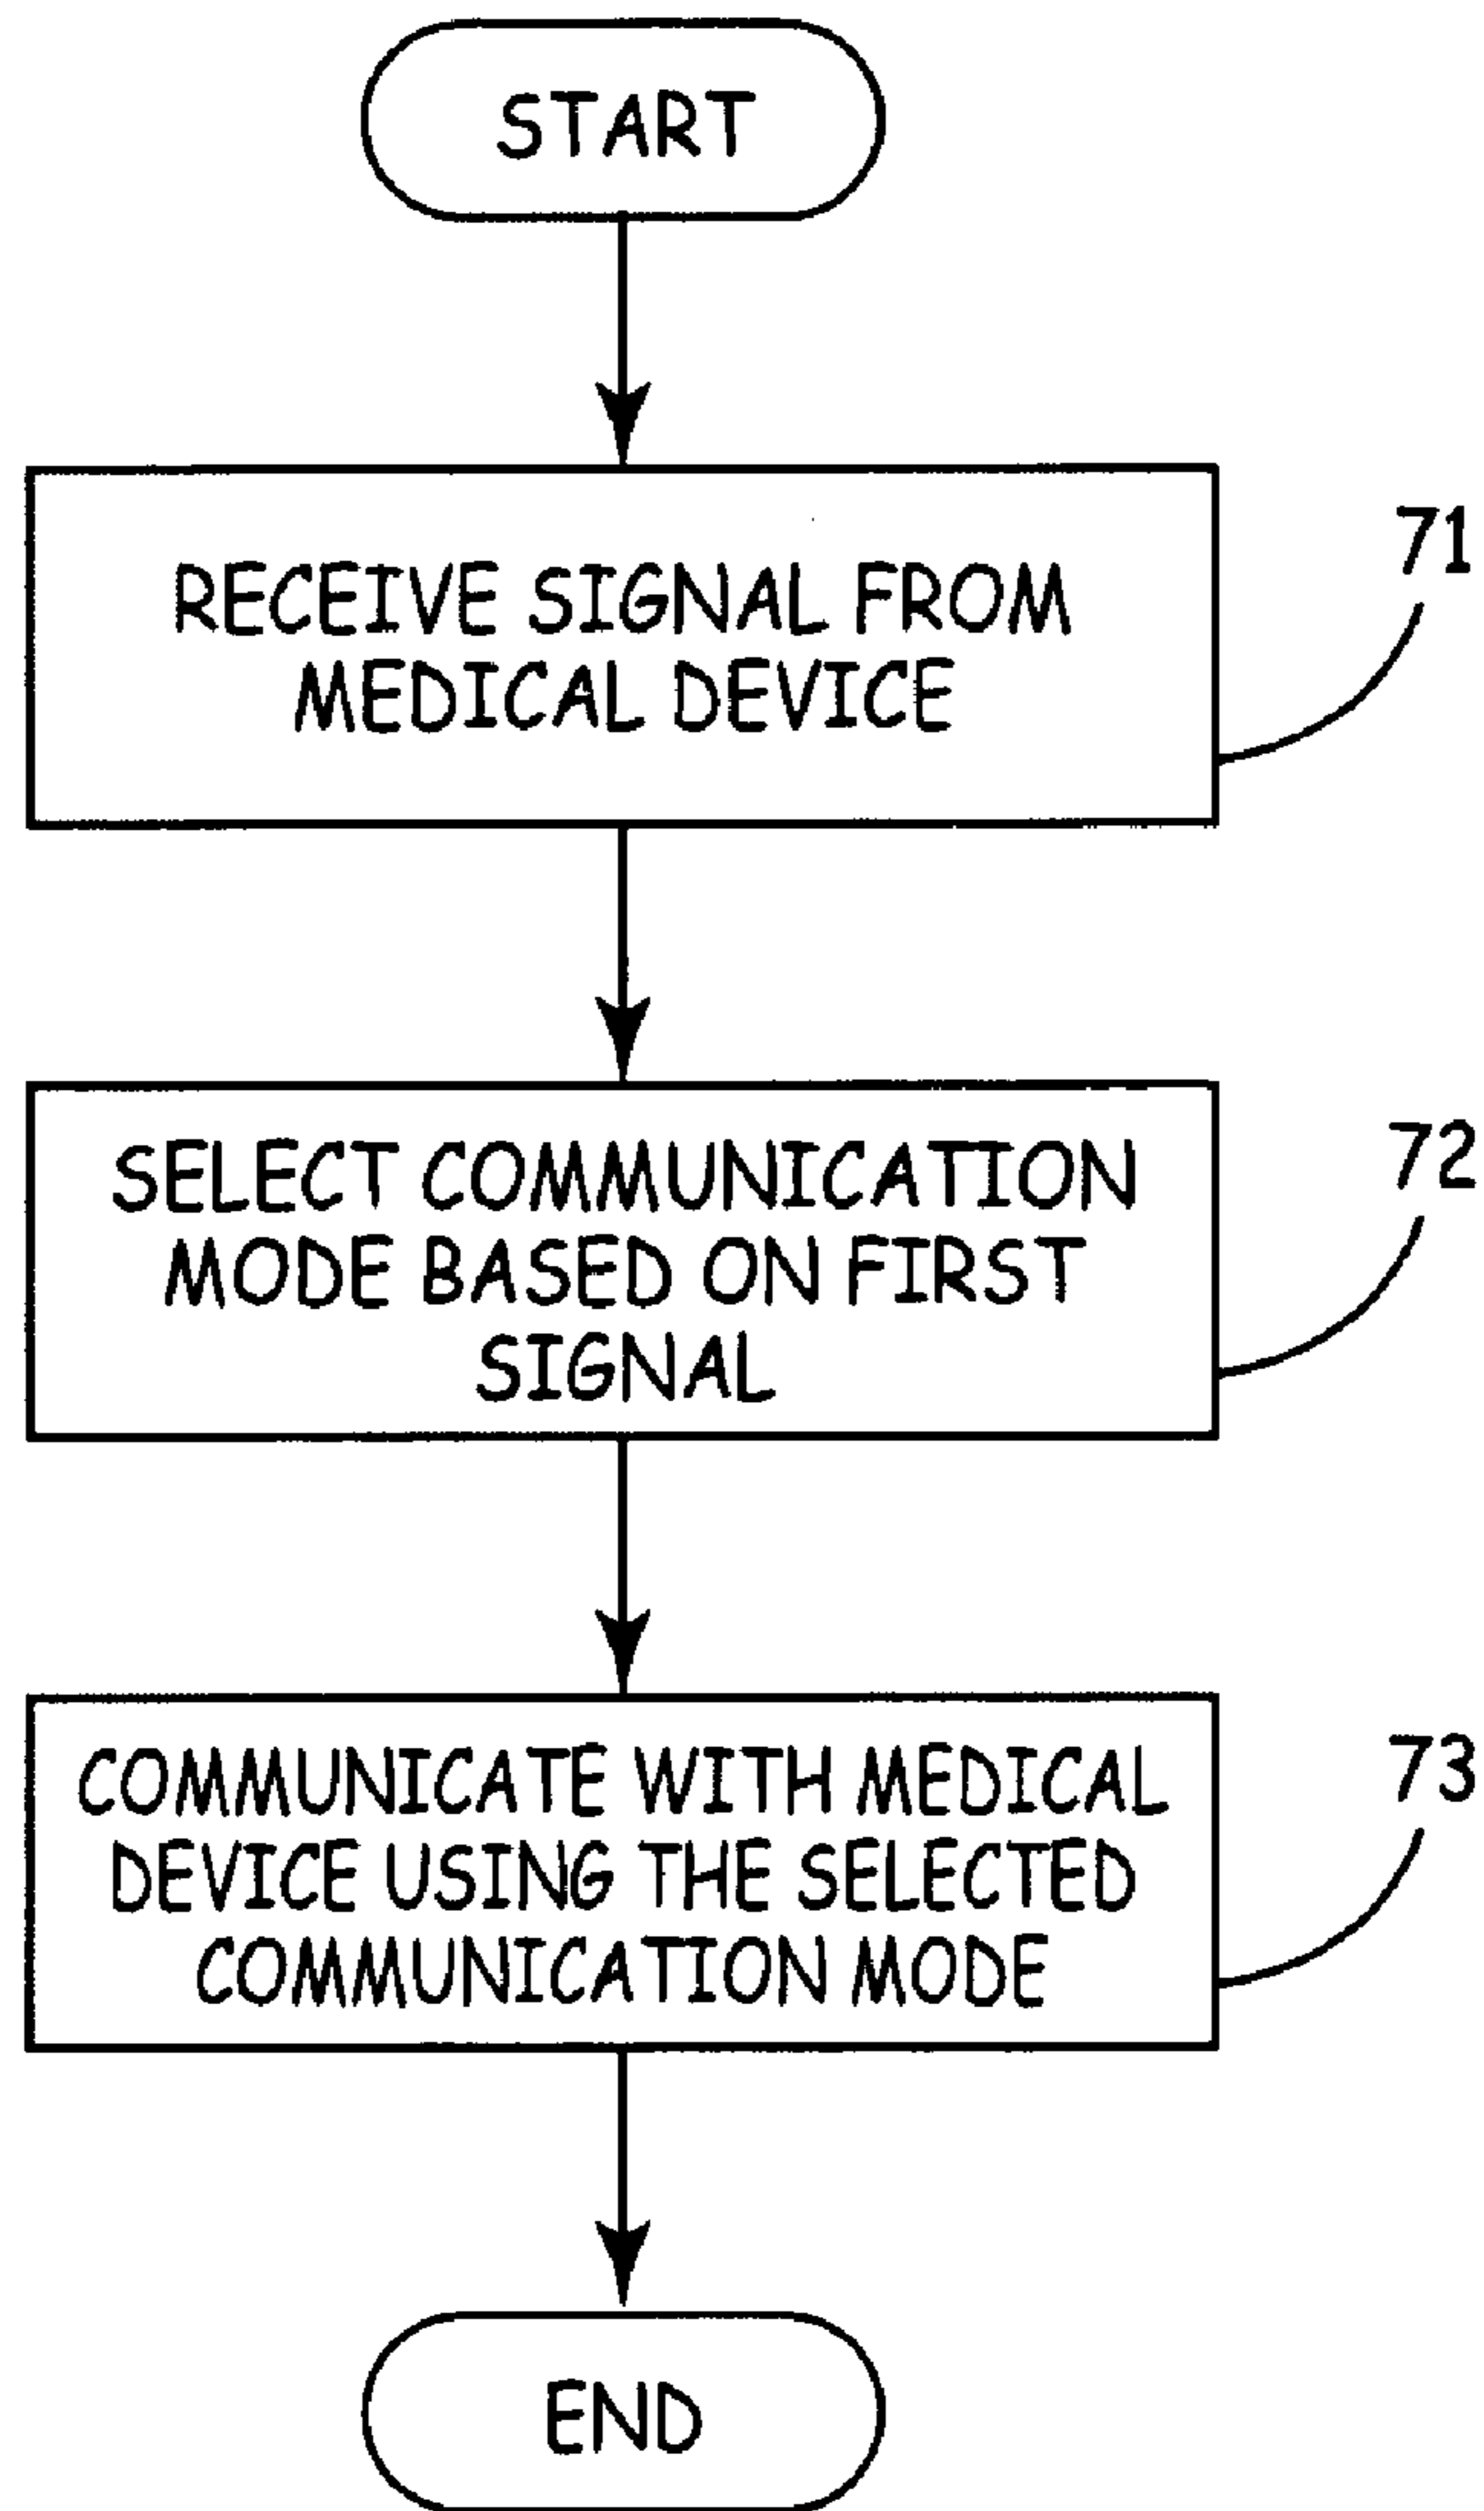 START
RECEIVE SIGNAL FROM
MEDICAL DEVICE
71
SELECT COMMUNICATION
MODE BASED ON FIRST
SIGNAL
72
COMMUNICATE WITH MEDICAL
DEVICE USING THE SELECTED
COMMUNICATION MODE
73
END